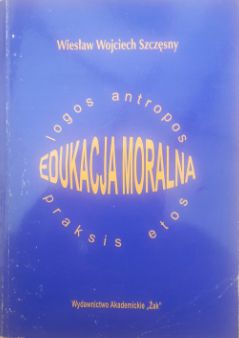 Wiesław Wojciech Szczęsny
logos antropos
EDUKACJA MORALNA
praksis etos
Wydawnictwo Akademickie „Żak"